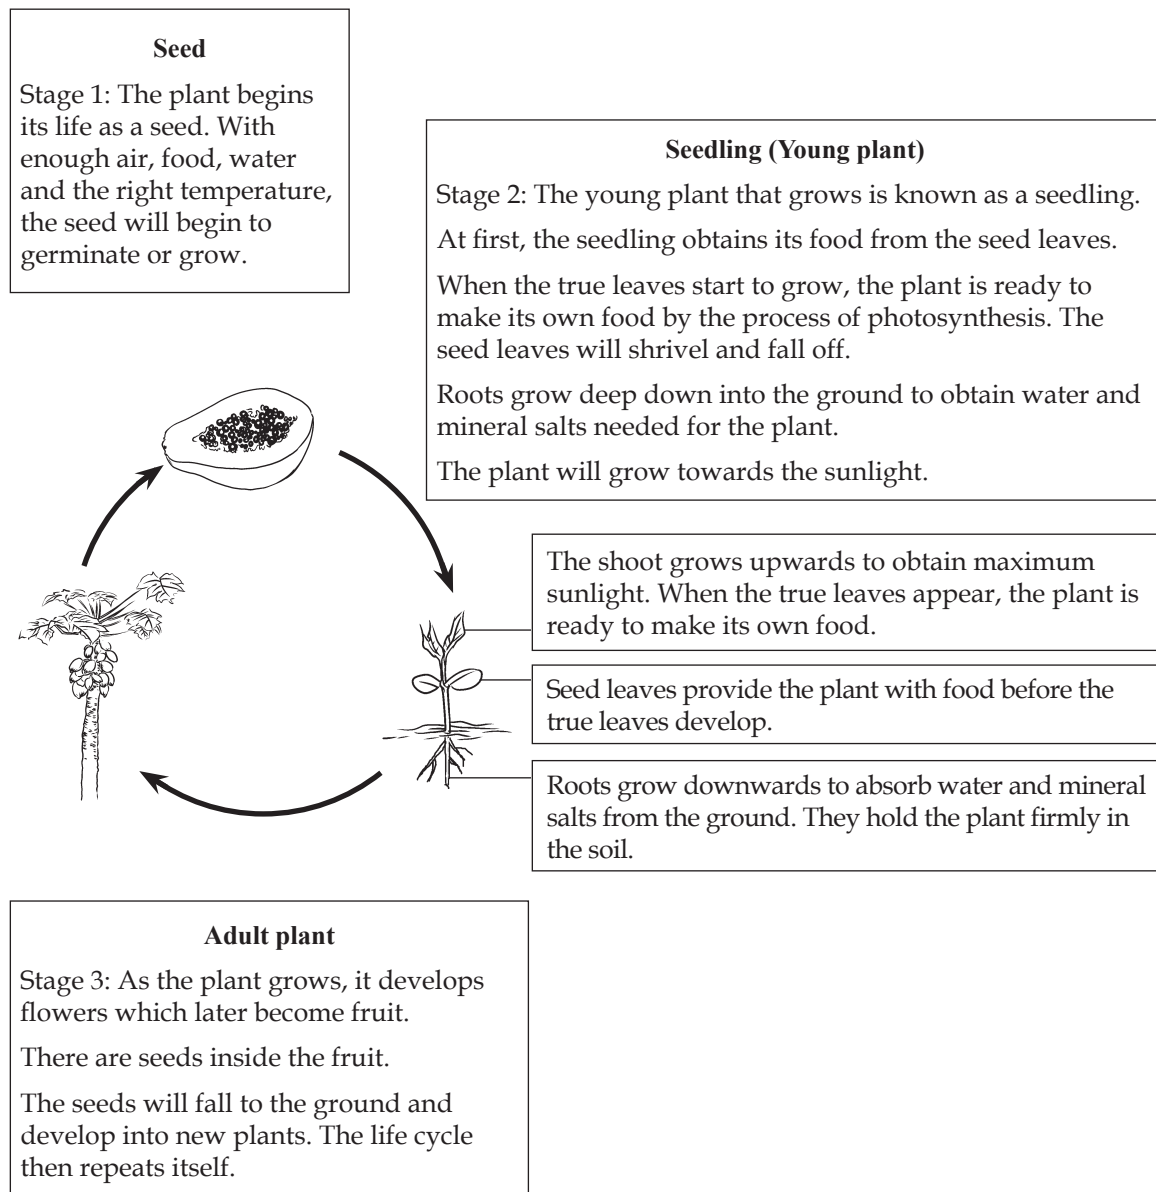 Seed
Stage 1: The plant begins
its life as a seed. With
enough air, food, water
and the right temperature,
the seed will begin to
germinate or grow.
Seedling (Young plant)
Stage 2: The young plant that grows is known as a seedling.
At first, the seedling obtains its food from the seed leaves.
When the true leaves start to grow, the plant is ready to
make its own food by the process of photosynthesis. The
seed leaves will shrivel and fall off.
Roots grow deep down into the ground to obtain water and
mineral salts needed for the plant.
The plant will grow towards the sunlight.
The shoot grows upwards to obtain maximum
sunlight. When the true leaves appear, the plant is
ready to make its own food.
Seed leaves provide the plant with food before the
true leaves develop.
Roots grow downwards to absorb water and mineral
salts from the ground. They hold the plant firmly in
the soil.
Adult plant
Stage 3: As the plant grows, it develops
flowers which later become fruit.
There are seeds inside the fruit.
The seeds will fall to the ground and
develop into new plants. The life cycle
then repeats itself.